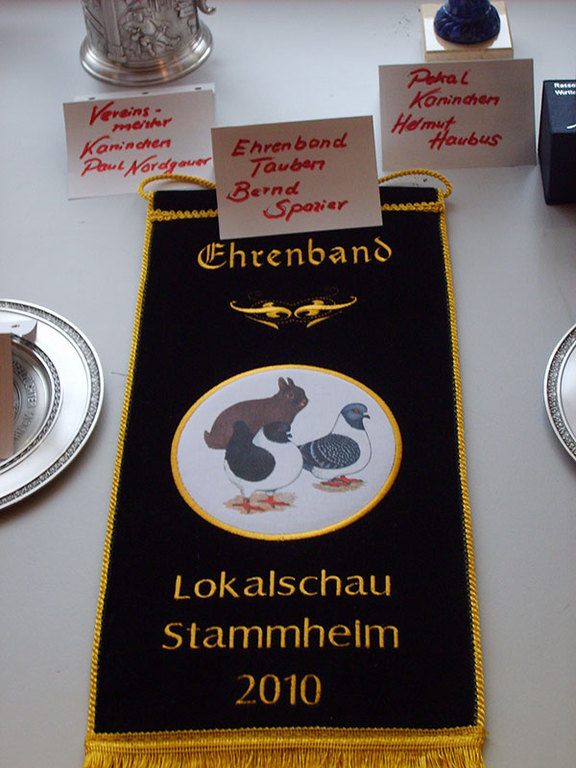 Vereins-
meister
Kaninchen
Paul Nordgauer
Ehrenband
Tauben
Bernd
Spozier
Pokal
Kaninchen
Helmut
Haubus
Ehrenband
Lokalschau
Stammheim
2010